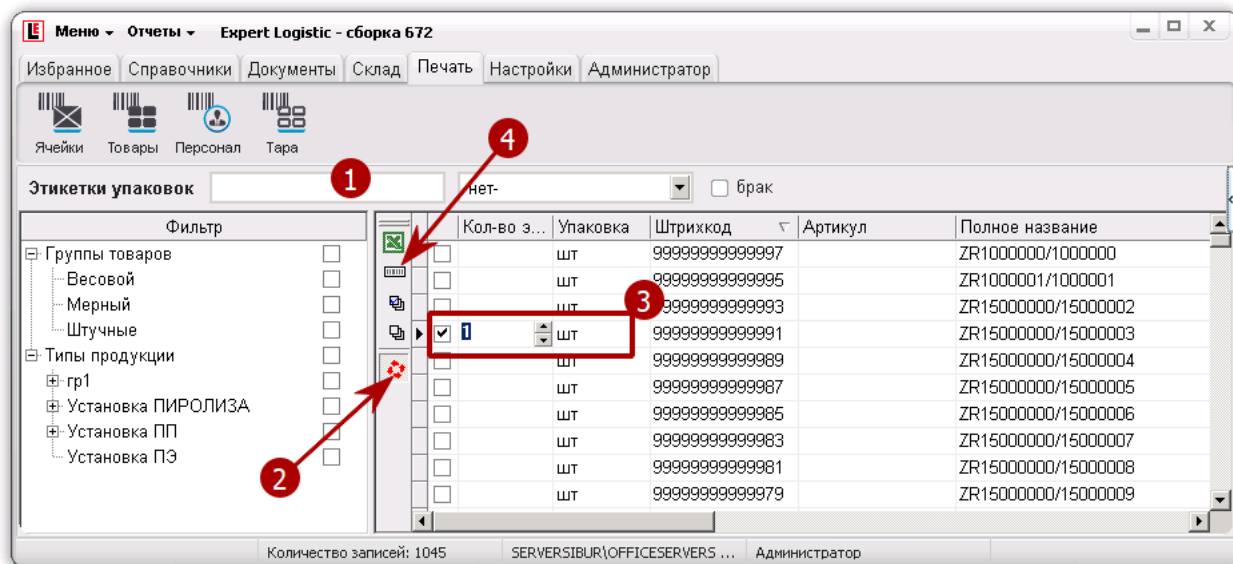 Меню Отчеты Expert Logistic - сборка 672
Избранное Справочники Документы Склад Печать Настройки Администратор
Ячейки Товары Персонал Тара
4
Этикетки упаковок 1 нет- брак
Фильтр Кол-во э... Упаковка Штрихкод Артикул Полное название
Группы товаров шт 99999999999997 ZR1000000/1000000
Весовой шт 99999999999995 ZR1000001/1000001
Мерный шт 99999999999993 ZR15000000/15000002
3
Штучные 1 шт 99999999999991 ZR15000000/15000003
Типы продукции шт 99999999999989 ZR15000000/15000004
гр1 шт 99999999999987 ZR15000000/15000005
Установка ПИРОЛИЗА шт 99999999999985 ZR15000000/15000006
Установка ПП шт 99999999999983 ZR15000000/15000007
Установка ПЭ шт 99999999999981 ZR15000000/15000008
2
шт 99999999999979 ZR15000000/15000009
Количество записей: 1045 SERVERSIBUR\OFFICESERVERS ... Администратор